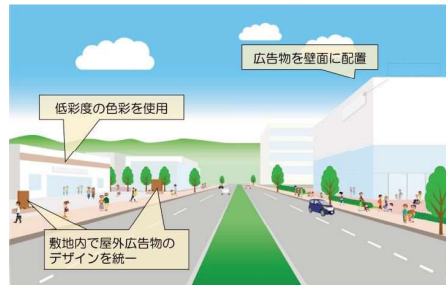 広告物を壁面に配置
低彩度の色彩を使用
敷地内で屋外広告物の
デザインを統一